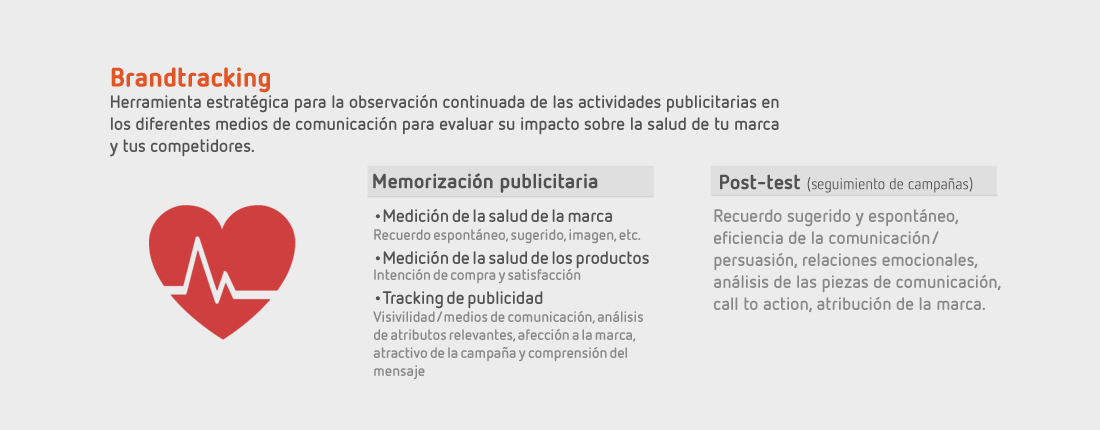 Brandtracking
Herramienta estratégica para la observación continuada de las actividades publicitarias en
los diferentes medios de comunicación para evaluar su impacto sobre la salud de tu marca
y tus competidores.
Memorización publicitaria
•Medición de la salud de la marca
Recuerdo espontáneo, sugerido, imagen, etc.
•Medición de la salud de los productos
Intención de compra y satisfacción
•Tracking de publicidad
Visivilidad/medios de comunicación, análisis
de atributos relevantes, afección a la marca,
atractivo de la campaña y comprensión del
mensaje
Post-test (seguimiento de campañas)
Recuerdo sugerido y espontáneo,
eficiencia de la comunicación/
persuasión, relaciones emocionales,
análisis de las piezas de comunicación,
call to action, atribución de la marca.